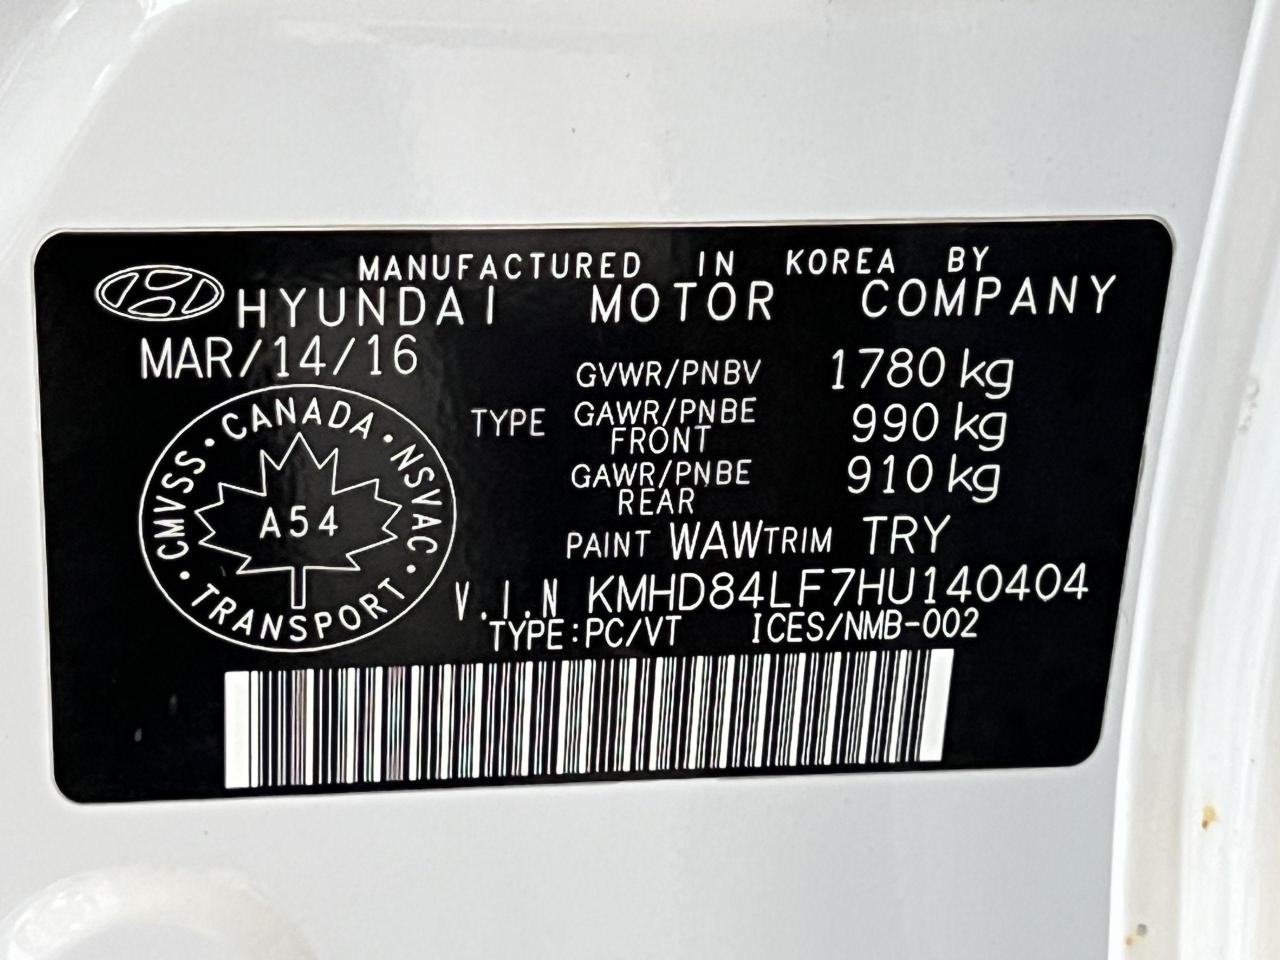 MANUFACTURED IN KOREA BY
HYUNDAI MOTOR COMPANY
MAR/14/16
GVWR/PNBV 1780 kg
TYPE GAWR/PNBE FRONT 990 kg
GAWR/PNBE REAR 910 kg
PAINT WAW TRIM TRY
V.I.N KMHD84LF7HU140404
TYPE:PC/VT ICES/NMB-002
CMVSS · CANADA · NSVAC · TRANSPORT ·
A54